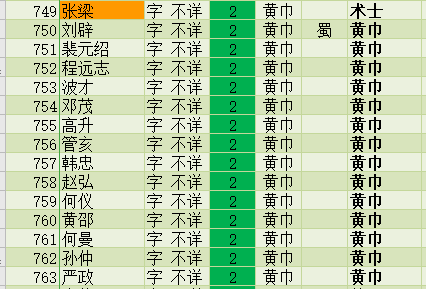 749 张梁 字 不详 2 黄巾 术士
750 刘辟 字 不详 2 黄巾 蜀 黄巾
751 裴元绍 字 不详 2 黄巾 黄巾
752 程远志 字 不详 2 黄巾 黄巾
753 波才 字 不详 2 黄巾 黄巾
754 邓茂 字 不详 2 黄巾 黄巾
755 高升 字 不详 2 黄巾 黄巾
756 管亥 字 不详 2 黄巾 黄巾
757 韩忠 字 不详 2 黄巾 黄巾
758 赵弘 字 不详 2 黄巾 黄巾
759 何仪 字 不详 2 黄巾 黄巾
760 黄邵 字 不详 2 黄巾 黄巾
761 何曼 字 不详 2 黄巾 黄巾
762 孙仲 字 不详 2 黄巾 黄巾
763 严政 字 不详 2 黄巾 黄巾